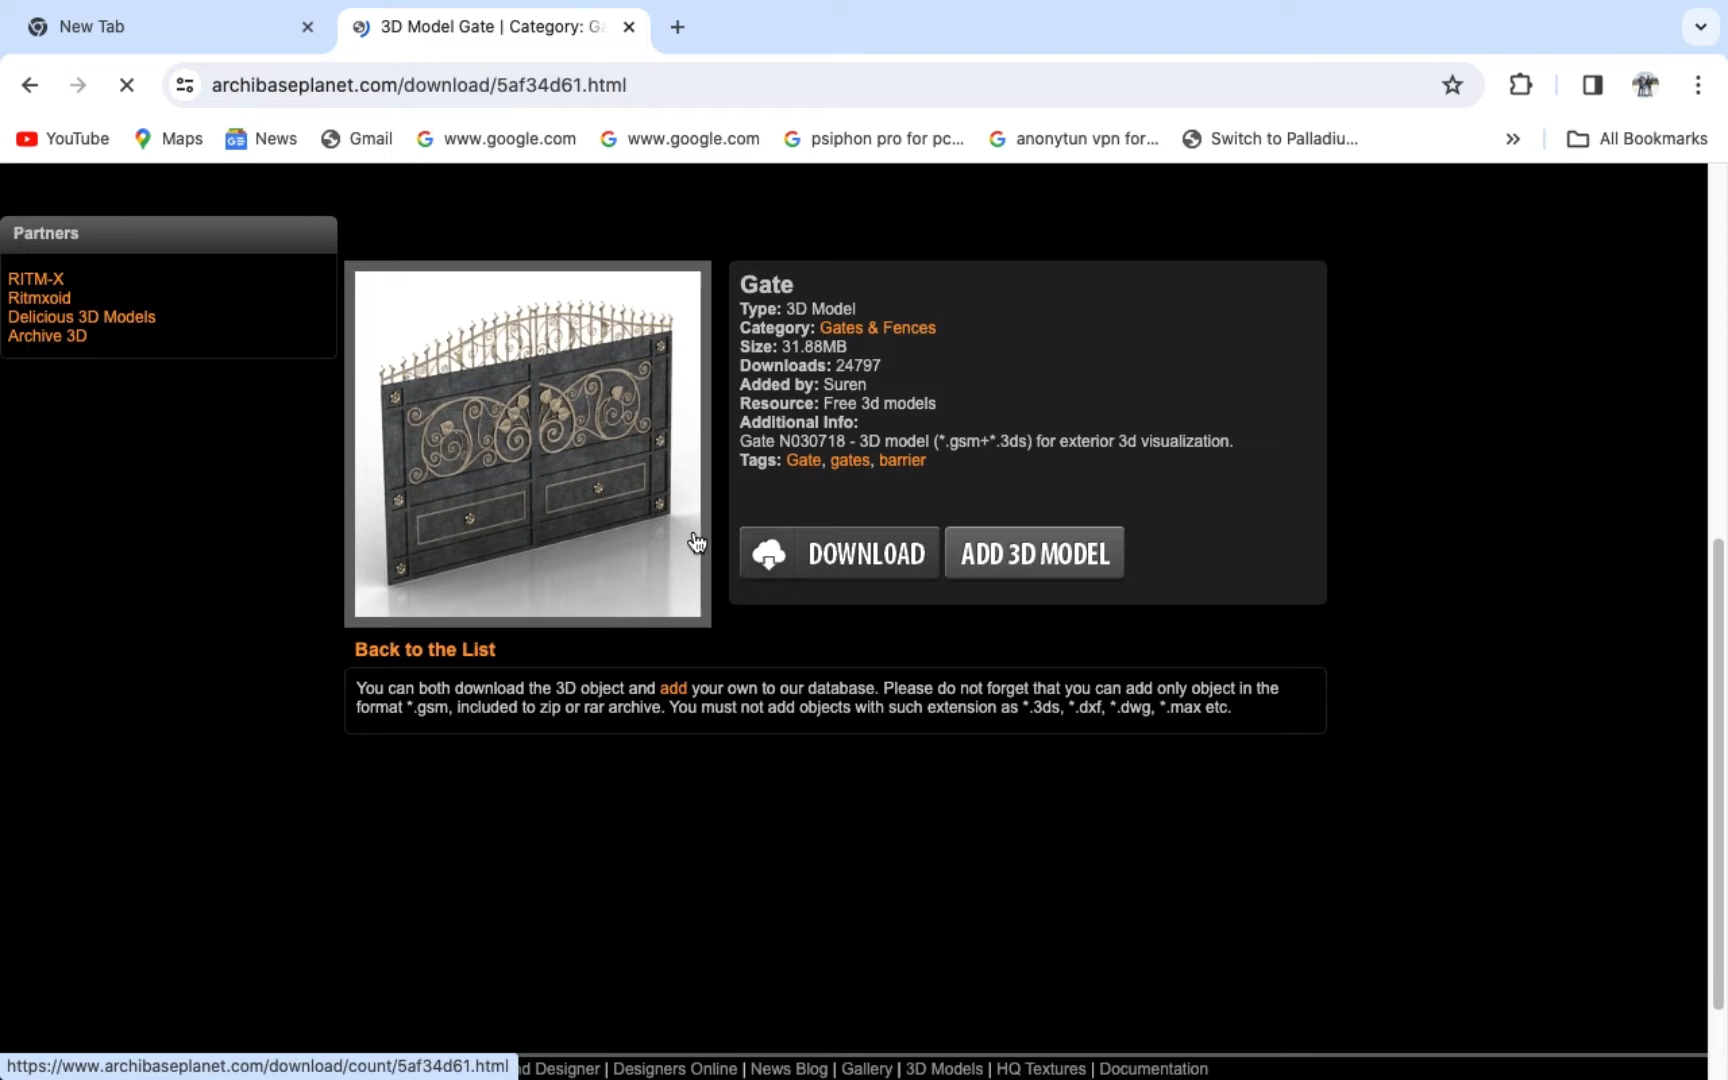 New Tab
3D Model Gate | Category: Ga
archibaseplanet.com/download/5af34d61.html
YouTube
Maps
News
Gmail
www.google.com
www.google.com
psiphon pro for pc...
anonytun vpn for...
Switch to Palladiu...
All Bookmarks
Partners
RITM-X
Ritmxoid
Delicious 3D Models
Archive 3D
Gate
Type: 3D Model
Category: Gates & Fences
Size: 31.88MB
Downloads: 24797
Added by: Suren
Resource: Free 3d models
Additional Info:
Gate N030718 - 3D model (*.gsm+*.3ds) for exterior 3d visualization.
Tags: Gate, gates, barrier
DOWNLOAD
ADD 3D MODEL
Back to the List
You can both download the 3D object and add your own to our database. Please do not forget that you can add only object in the
format *.gsm, included to zip or rar archive. You must not add objects with such extension as *.3ds, *.dxf, *.dwg, *.max etc.
https://www.archibaseplanet.com/download/count/5af34d61.html
nd Designer | Designers Online | News Blog | Gallery | 3D Models | HQ Textures | Documentation